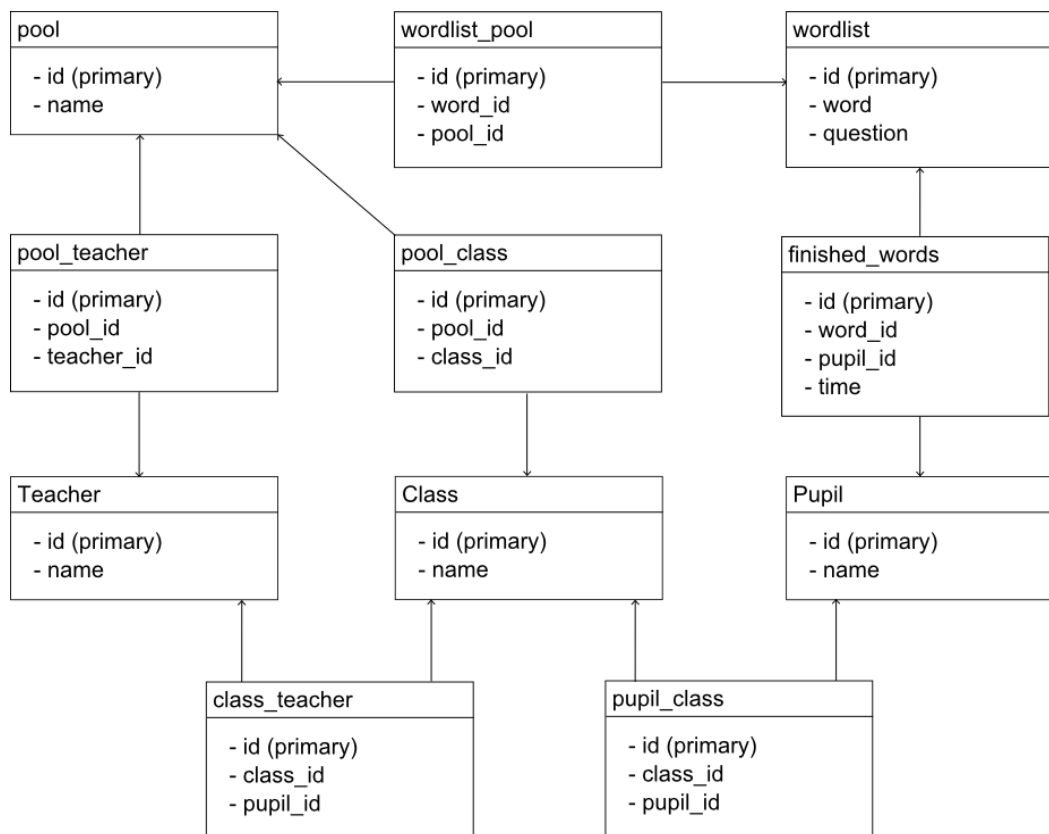 pool
- id (primary)
- name
wordlist_pool
- id (primary)
- word_id
- pool_id
wordlist
- id (primary)
- word
- question
pool_teacher
- id (primary)
- pool_id
- teacher_id
pool_class
- id (primary)
- pool_id
- class_id
finished_words
- id (primary)
- word_id
- pupil_id
- time
Teacher
- id (primary)
- name
Class
- id (primary)
- name
Pupil
- id (primary)
- name
class_teacher
- id (primary)
- class_id
- pupil_id
pupil_class
- id (primary)
- class_id
- pupil_id